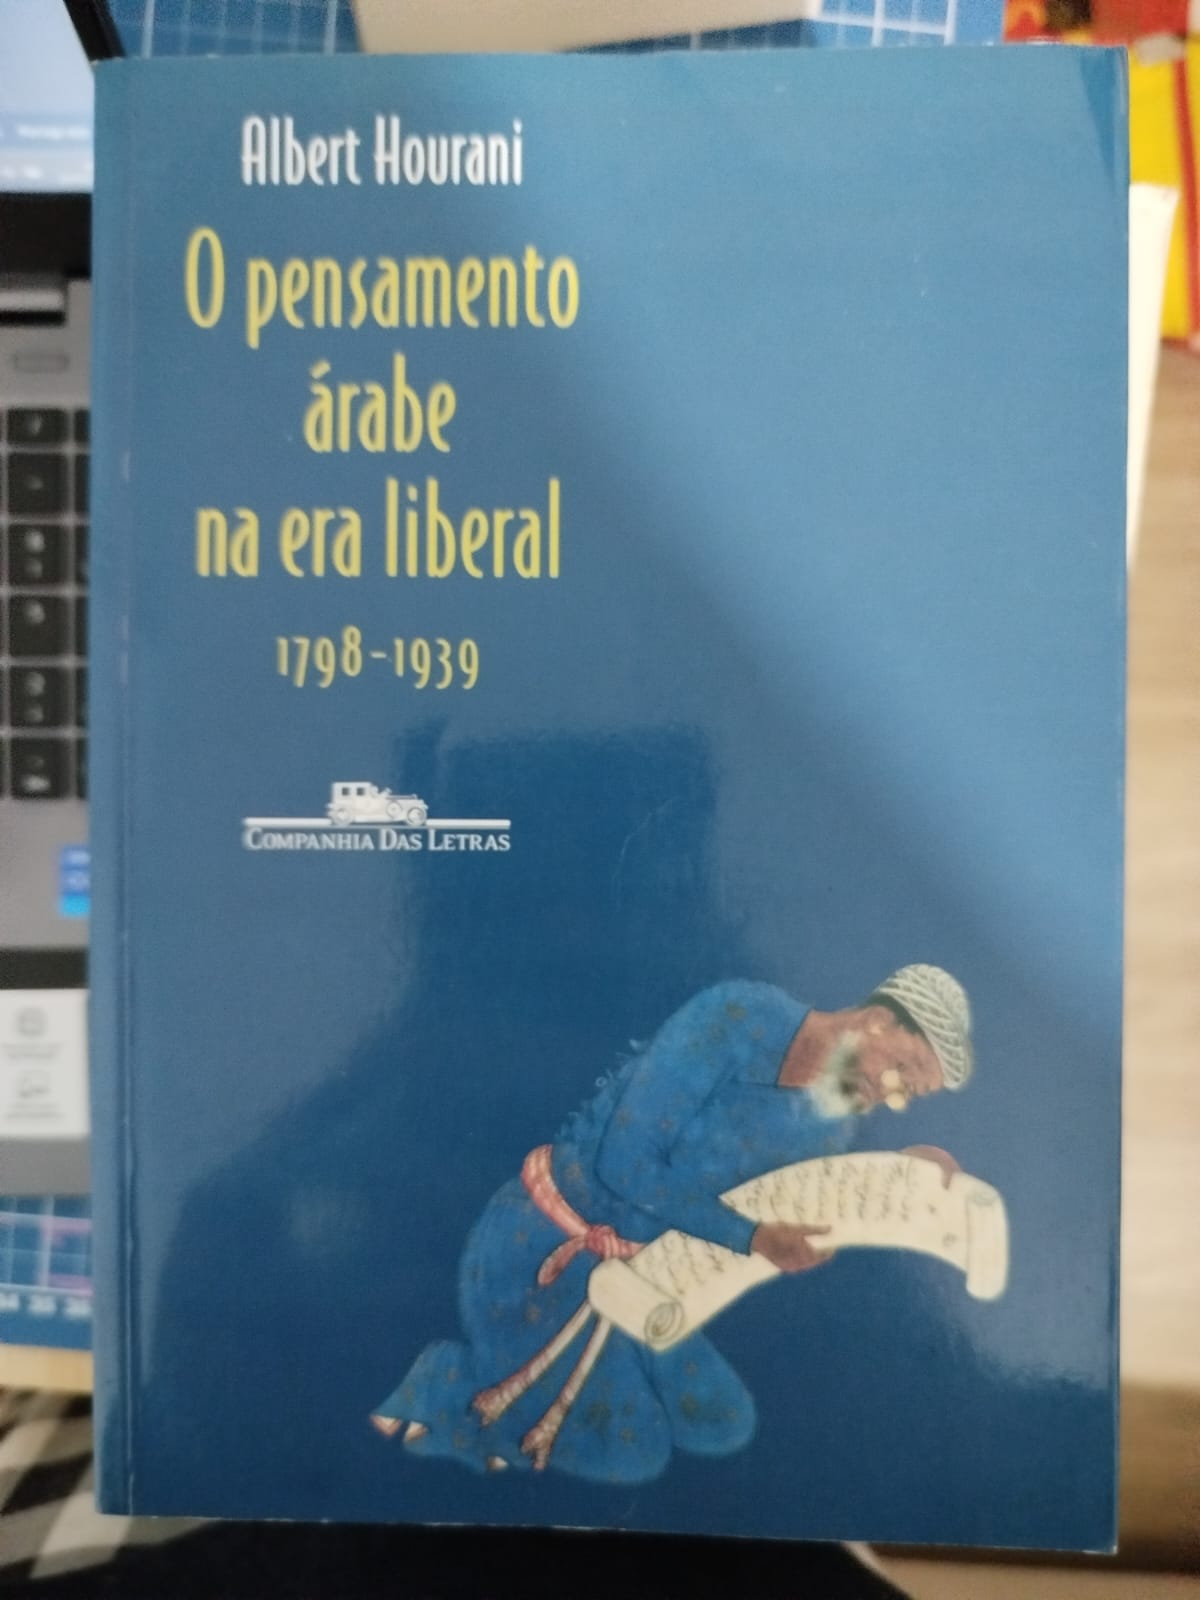 Albert Hourani
O pensamento
árabe
na era liberal
1798-1939
COMPANHIA DAS LETRAS